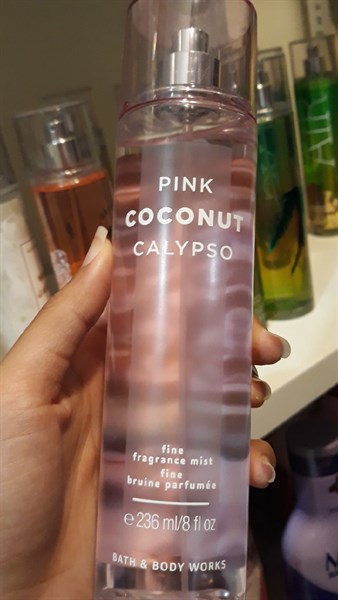 PINK
COCONUT
CALYPSO
fine
fragrance mist
fine
bruine parfumée
℮ 236 ml/8 fl oz
BATH & BODY WORKS